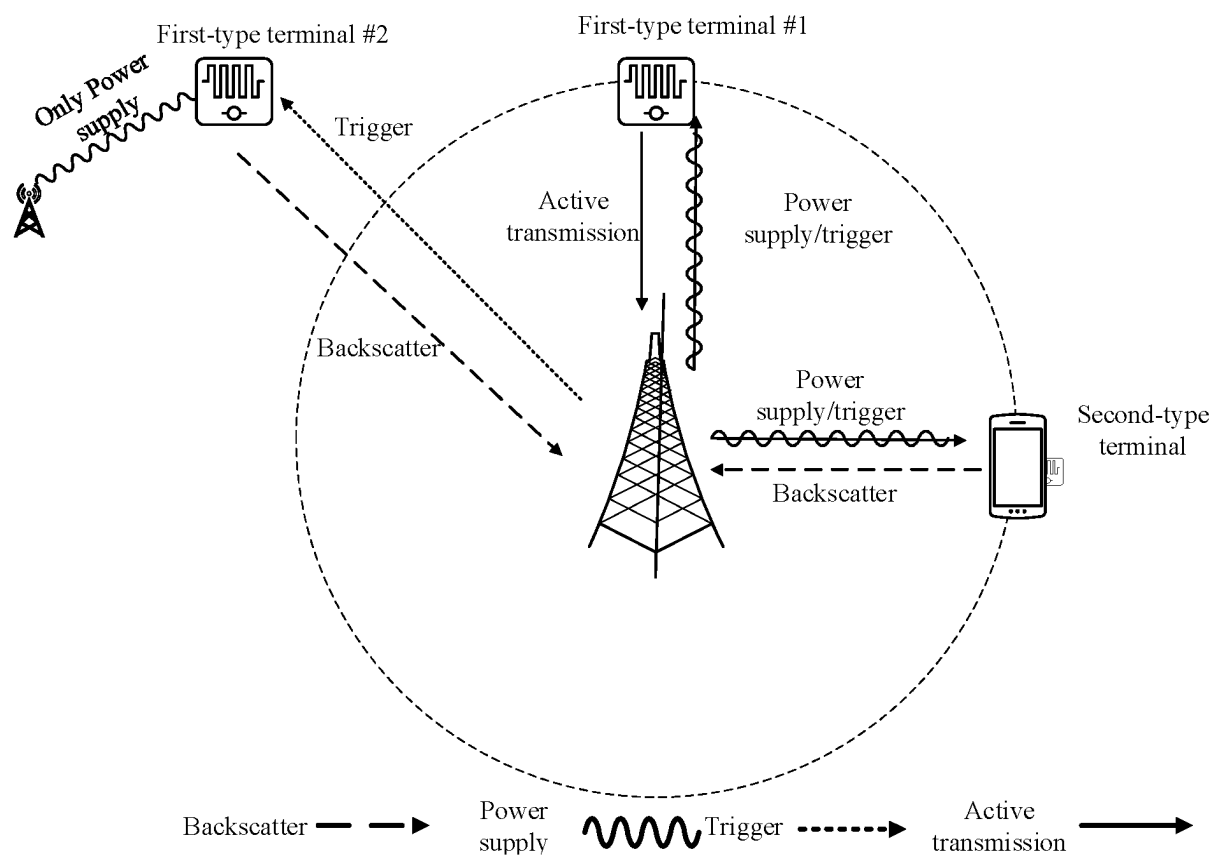 First-type terminal #2
First-type terminal #1
Only Power
supply
Trigger
Active
transmission
Power
supply/trigger
Backscatter
Power
supply/trigger
Second-type
terminal
Backscatter
Backscatter
Power
supply
Trigger
Active
transmission